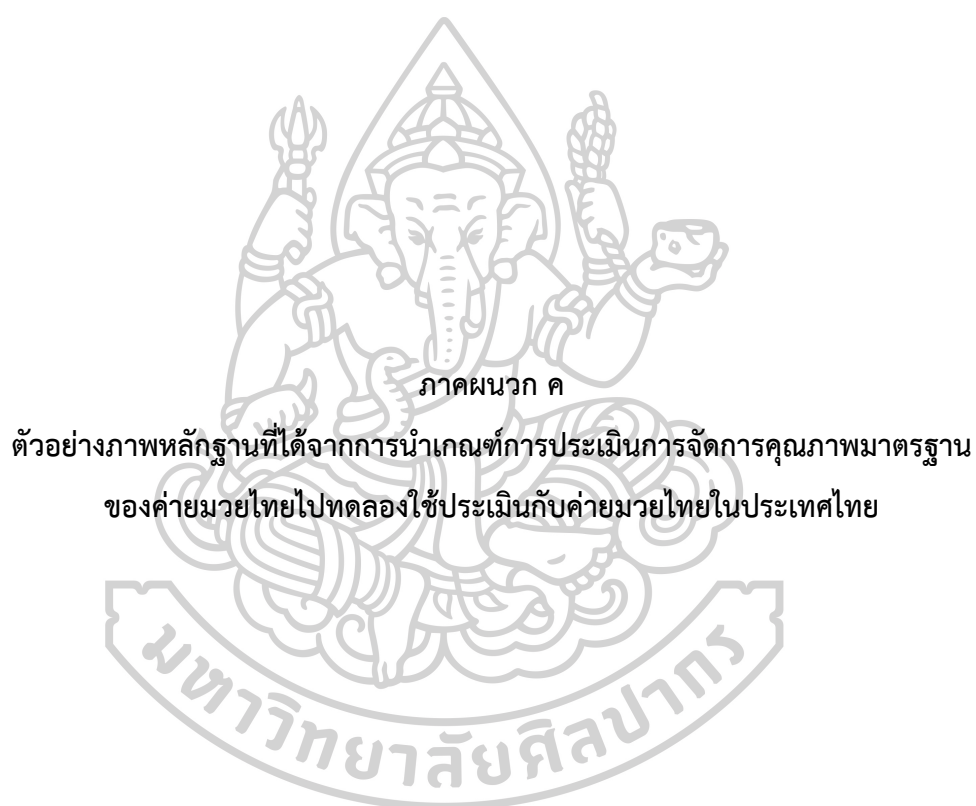 ภาคผนวก ค
ตัวอย่างภาพหลักฐานที่ได้จากการนำเกณฑ์การประเมินการจัดการคุณภาพมาตรฐาน
ของค่ายมวยไทยไปทดลองใช้ประเมินกับค่ายมวยไทยในประเทศไทย
มหาวิทยาลัยศิลปากร